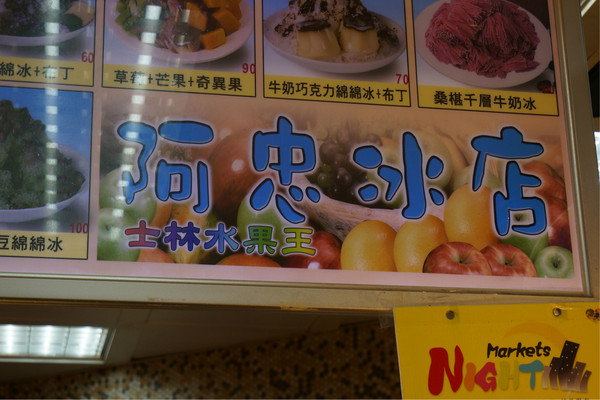 60
綿冰+布丁
90
草莓+芒果+奇異果
70
牛奶巧克力綿綿冰+布丁
桑椹千層牛奶冰
100
豆綿綿冰
阿忠冰店
士林水果王
Markets
NIGHT